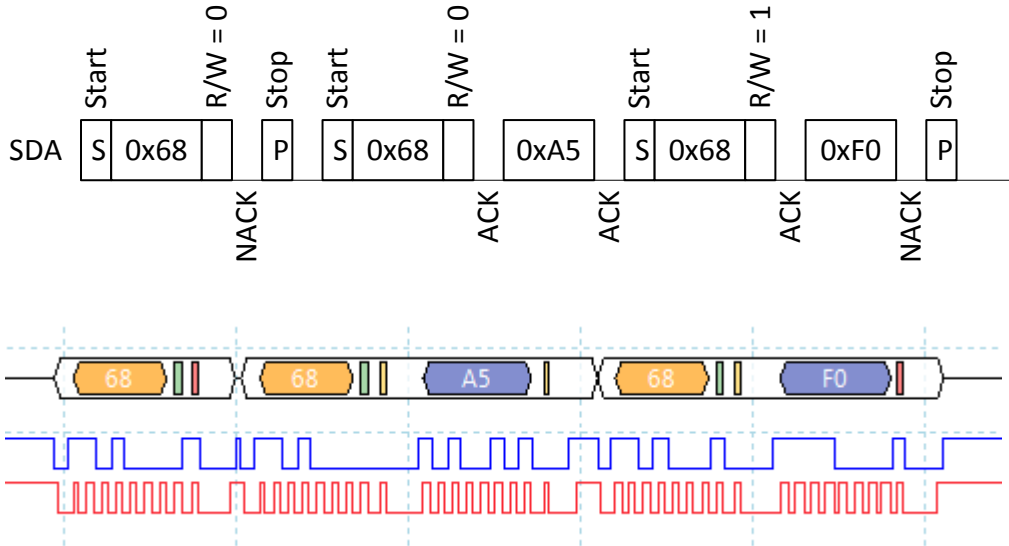 Start R/W = 0 Stop Start R/W = 0 Start R/W = 1 Stop
SDA S 0x68 P S 0x68 0xA5 S 0x68 0xF0 P
NACK ACK ACK ACK NACK
68 68 A5 68 F0